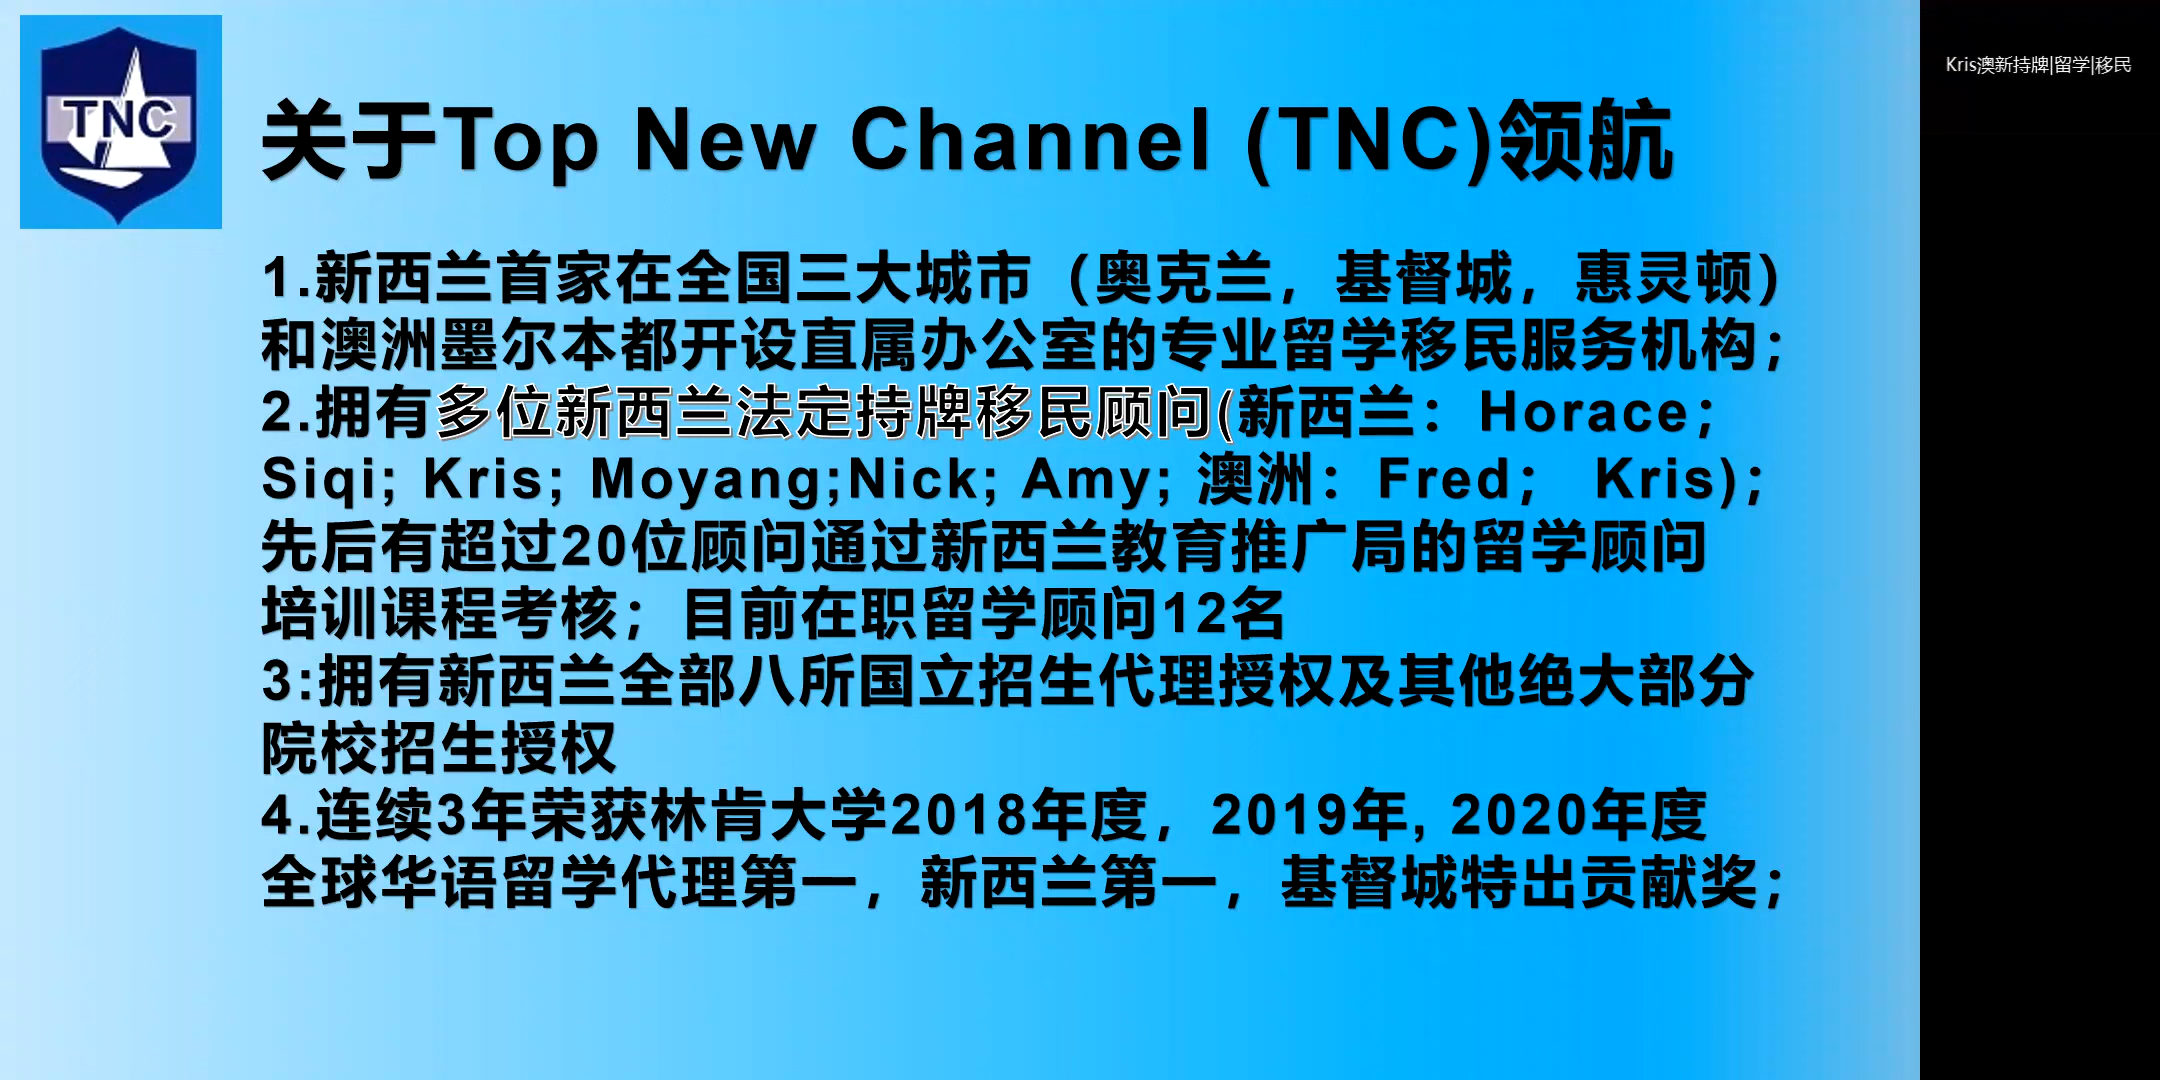 TNC
关于Top New Channel (TNC)领航
Kris澳新持牌|留学|移民
1.新西兰首家在全国三大城市（奥克兰，基督城，惠灵顿）
和澳洲墨尔本都开设直属办公室的专业留学移民服务机构；
2.拥有多位新西兰法定持牌移民顾问(新西兰：Horace；
Siqi; Kris; Moyang;Nick; Amy; 澳洲：Fred； Kris)；
先后有超过20位顾问通过新西兰教育推广局的留学顾问
培训课程考核；目前在职留学顾问12名
3:拥有新西兰全部八所国立招生代理授权及其他绝大部分
院校招生授权
4.连续3年荣获林肯大学2018年度，2019年, 2020年度
全球华语留学代理第一，新西兰第一，基督城特出贡献奖；